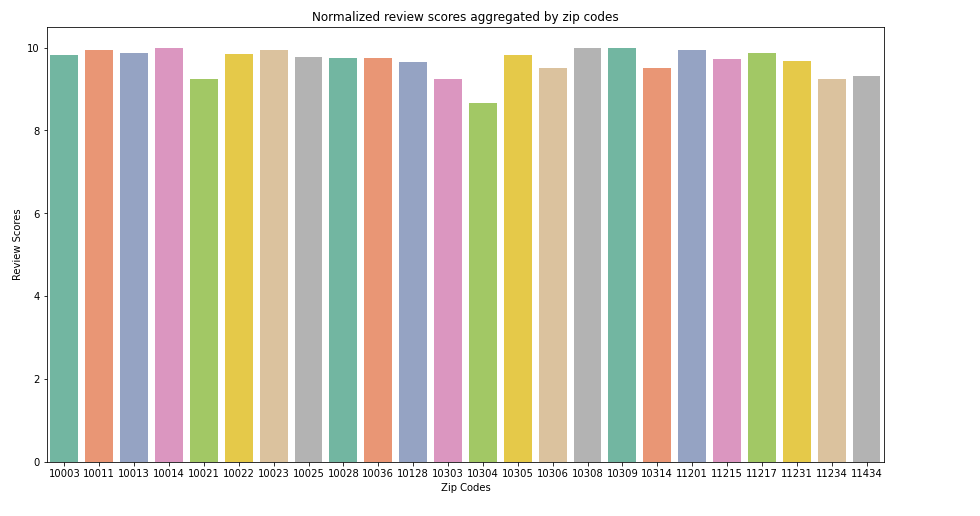 Normalized review scores aggregated by zip codes
10
8
6
4
2
0
Review Scores
10003 10011 10013 10014 10021 10022 10023 10025 10028 10036 10128 10303 10304 10305 10306 10308 10309 10314 11201 11215 11217 11231 11234 11434
Zip Codes